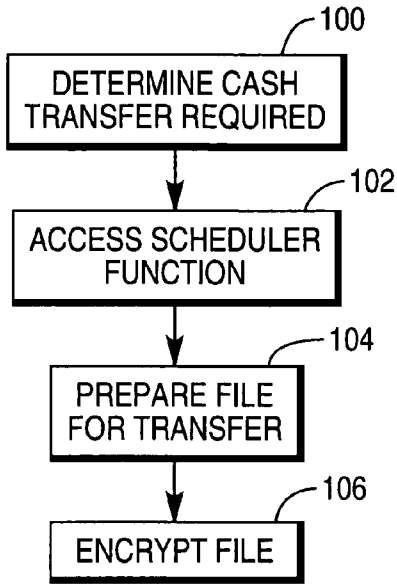 100
DETERMINE CASH
TRANSFER REQUIRED
102
ACCESS SCHEDULER
FUNCTION
104
PREPARE FILE
FOR TRANSFER
106
ENCRYPT FILE